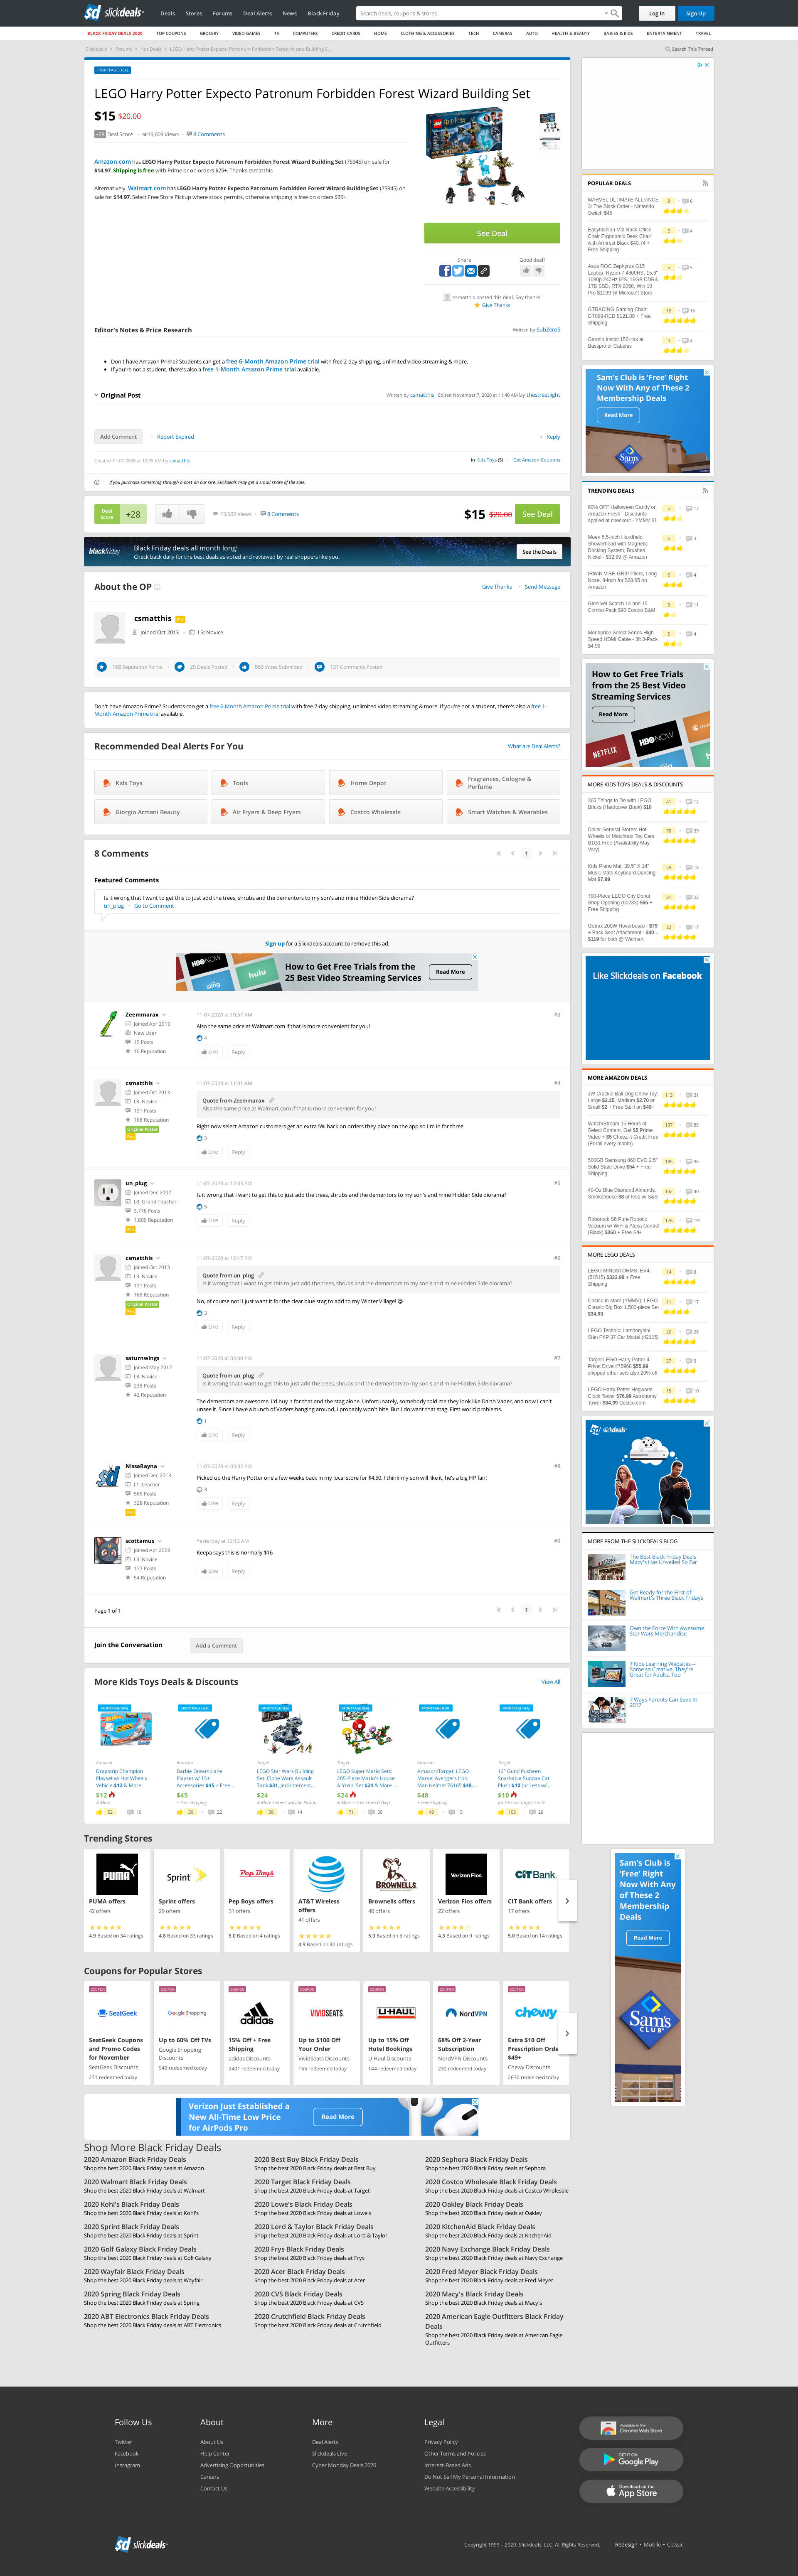 slickdeals
Deals Stores Forums Deal Alerts News Black Friday
Search deals, coupons & stores
Log In Sign Up
BLACK FRIDAY DEALS 2020 TOP COUPONS GROCERY VIDEO GAMES TV COMPUTERS CREDIT CARDS HOME CLOTHING & ACCESSORIES TECH CAMERAS AUTO HEALTH & BEAUTY BABIES & KIDS ENTERTAINMENT TRAVEL
Slickdeals Forums Hot Deals LEGO Harry Potter Expecto Patronum Forbidden Forest Wizard Building S...
Search This Thread
FRONTPAGE DEAL
LEGO Harry Potter Expecto Patronum Forbidden Forest Wizard Building Set
$15 $20.00
+28 Deal Score 19,609 Views 8 Comments
Amazon.com has LEGO Harry Potter Expecto Patronum Forbidden Forest Wizard Building Set (75945) on sale for
$14.97. Shipping is free with Prime or on orders $25+. Thanks csmatthis
Alternatively, Walmart.com has LEGO Harry Potter Expecto Patronum Forbidden Forest Wizard Building Set (75945) on
sale for $14.97. Select Free Store Pickup where stock permits, otherwise shipping is free on orders $35+.
See Deal
Share
Good deal?
csmatthis posted this deal. Say thanks!
Give Thanks
Editor's Notes & Price Research
Written by SubZero5
Don't have Amazon Prime? Students can get a free 6-Month Amazon Prime trial with free 2-day shipping, unlimited video streaming & more.
If you're not a student, there's also a free 1-Month Amazon Prime trial available.
Original Post
Written by csmatthis Edited November 7, 2020 at 11:40 AM by thestreetlight
Add Comment Report Expired Reply
Created 11-07-2020 at 10:29 AM by csmatthis
in Kids Toys (5) Get Amazon Coupons
If you purchase something through a post on our site, Slickdeals may get a small share of the sale.
Deal Score +28
19,609 Views 8 Comments
$15 $20.00 See Deal
blackfriday
Black Friday deals all month long!
Check back daily for the best deals as voted and reviewed by real shoppers like you.
See the Deals
About the OP
Give Thanks Send Message
csmatthis Pro
Joined Oct 2013 L3: Novice
168 Reputation Points 25 Deals Posted 860 Votes Submitted 131 Comments Posted
Don't have Amazon Prime? Students can get a free 6-Month Amazon Prime trial with free 2-day shipping, unlimited video streaming & more. If you're not a student, there's also a free 1-
Month Amazon Prime trial available.
Recommended Deal Alerts For You
What are Deal Alerts?
Kids Toys Tools Home Depot Fragrances, Cologne & Perfume
Giorgio Armani Beauty Air Fryers & Deep Fryers Costco Wholesale Smart Watches & Wearables
8 Comments
1
Featured Comments
Is it wrong that I want to get this to just add the trees, shrubs and the dementors to my son's and mine Hidden Side diorama?
un_plug Go to Comment
Sign up for a Slickdeals account to remove this ad.
HBO NOW hulu
How to Get Free Trials from the
25 Best Video Streaming Services
Read More
Zeemmarax
11-07-2020 at 10:57 AM
#3
Joined Apr 2019
New User
15 Posts
10 Reputation
Also the same price at Walmart.com if that is more convenient for you!
4
Like Reply
csmatthis
11-07-2020 at 11:01 AM
#4
Joined Oct 2013
L3: Novice
131 Posts
168 Reputation
Original Poster
Pro
Quote from Zeemmarax
Also the same price at Walmart.com if that is more convenient for you!
Right now select Amazon customers get an extra 5% back on orders they place on the app so I'm in for three
3
Like Reply
un_plug
11-07-2020 at 12:03 PM
#5
Joined Dec 2007
L8: Grand Teacher
3,778 Posts
1,809 Reputation
Pro
Is it wrong that I want to get this to just add the trees, shrubs and the dementors to my son's and mine Hidden Side diorama?
5
Like Reply
csmatthis
11-07-2020 at 12:17 PM
#6
Joined Oct 2013
L3: Novice
131 Posts
168 Reputation
Original Poster
Pro
Quote from un_plug
Is it wrong that I want to get this to just add the trees, shrubs and the dementors to my son's and mine Hidden Side diorama?
No, of course not! I just want it for the clear blue stag to add to my Winter Village!
3
Like Reply
saturnwings
11-07-2020 at 03:00 PM
#7
Joined May 2012
L3: Novice
238 Posts
42 Reputation
Quote from un_plug
Is it wrong that I want to get this to just add the trees, shrubs and the dementors to my son's and mine Hidden Side diorama?
The dementors are awesome. I'd buy it for that and the stag alone. Unfortunately, somebody told me they look like Darth Vader, and now I can't
unsee it. Since I have a bunch of Vaders hanging around, I probably won't bite. But I do want that stag. First world problems.
1
Like Reply
NissaRayna
11-07-2020 at 03:02 PM
#8
Joined Dec 2013
L1: Learner
566 Posts
328 Reputation
Pro
Picked up the Harry Potter one a few weeks back in my local store for $4.50. I think my son will like it, he's a big HP fan!
3
Like Reply
scottamus
Yesterday at 12:12 AM
#9
Joined Apr 2009
L3: Novice
127 Posts
54 Reputation
Keepa says this is normally $16
Like Reply
Page 1 of 1
1
Join the Conversation Add a Comment
More Kids Toys Deals & Discounts
View All
Amazon
Dragstrip Champion Playset w/ Hot Wheels Vehicle $12 & More
$12
& More
52 10
Amazon
Barbie Dreamplane Playset w/ 15+ Accessories $45 + Free...
$45
+ Free Shipping
39 22
Target
LEGO Star Wars Building Set: Clone Wars Assault Tank $31, Jedi Intercept...
$24
& More + Free Curbside Pickup
39 14
Target
LEGO Super Mario Sets: 205-Piece Mario's House & Yoshi Set $24 & More...
$24
& More + Free Store Pickup
71 50
Amazon
Amazon/Target: LEGO Marvel Avengers Iron Man Helmet 76165 $48...
$48
+ Free Shipping
49 15
Target
12" Gund Pusheen Snackable Sundae Cat Plush $10 (or Less w/...
$10
(or Less w/ Target Circle
103 26
Trending Stores
PUMA offers
42 offers
4.9 Based on 34 ratings
Sprint offers
29 offers
4.8 Based on 33 ratings
Pep Boys offers
31 offers
5.0 Based on 4 ratings
AT&T Wireless offers
41 offers
4.9 Based on 40 ratings
Brownells offers
40 offers
5.0 Based on 3 ratings
Verizon Fios offers
22 offers
4.3 Based on 9 ratings
CIT Bank offers
17 offers
5.0 Based on 14 ratings
Coupons for Popular Stores
SeatGeek
SeatGeek Coupons and Promo Codes for November
SeatGeek Discounts
271 redeemed today
Google Shopping
Up to 60% Off TVs
Google Shopping Discounts
943 redeemed today
adidas
15% Off + Free Shipping
adidas Discounts
2401 redeemed today
VIVIDSEATS
Up to $100 Off Your Order
VividSeats Discounts
165 redeemed today
U-HAUL
Up to 15% Off Hotel Bookings
U-Haul Discounts
144 redeemed today
NordVPN
68% Off 2-Year Subscription
NordVPN Discounts
232 redeemed today
chewy
Extra $10 Off Prescription Orde $49+
Chewy Discounts
2630 redeemed today
Verizon Just Established a
New All-Time Low Price
for AirPods Pro
Read More
Shop More Black Friday Deals
2020 Amazon Black Friday Deals
Shop the best 2020 Black Friday deals at Amazon
2020 Walmart Black Friday Deals
Shop the best 2020 Black Friday deals at Walmart
2020 Kohl's Black Friday Deals
Shop the best 2020 Black Friday deals at Kohl's
2020 Sprint Black Friday Deals
Shop the best 2020 Black Friday deals at Sprint
2020 Golf Galaxy Black Friday Deals
Shop the best 2020 Black Friday deals at Golf Galaxy
2020 Wayfair Black Friday Deals
Shop the best 2020 Black Friday deals at Wayfair
2020 Spring Black Friday Deals
Shop the best 2020 Black Friday deals at Spring
2020 ABT Electronics Black Friday Deals
Shop the best 2020 Black Friday deals at ABT Electronics
2020 Best Buy Black Friday Deals
Shop the best 2020 Black Friday deals at Best Buy
2020 Target Black Friday Deals
Shop the best 2020 Black Friday deals at Target
2020 Lowe's Black Friday Deals
Shop the best 2020 Black Friday deals at Lowe's
2020 Lord & Taylor Black Friday Deals
Shop the best 2020 Black Friday deals at Lord & Taylor
2020 Frys Black Friday Deals
Shop the best 2020 Black Friday deals at Frys
2020 Acer Black Friday Deals
Shop the best 2020 Black Friday deals at Acer
2020 CVS Black Friday Deals
Shop the best 2020 Black Friday deals at CVS
2020 Crutchfield Black Friday Deals
Shop the best 2020 Black Friday deals at Crutchfield
2020 Sephora Black Friday Deals
Shop the best 2020 Black Friday deals at Sephora
2020 Costco Wholesale Black Friday Deals
Shop the best 2020 Black Friday deals at Costco Wholesale
2020 Oakley Black Friday Deals
Shop the best 2020 Black Friday deals at Oakley
2020 KitchenAid Black Friday Deals
Shop the best 2020 Black Friday deals at KitchenAid
2020 Navy Exchange Black Friday Deals
Shop the best 2020 Black Friday deals at Navy Exchange
2020 Fred Meyer Black Friday Deals
Shop the best 2020 Black Friday deals at Fred Meyer
2020 Macy's Black Friday Deals
Shop the best 2020 Black Friday deals at Macy's
2020 American Eagle Outfitters Black Friday
Deals
Shop the best 2020 Black Friday deals at American Eagle
Outfitters
POPULAR DEALS
MARVEL ULTIMATE ALLIANCE 3: The Black Order - Nintendo Switch $45
9 6
Easyfashion Mid-Back Office Chair Ergonomic Desk Chair with Armrest Black $40.74 + Free Shipping
5 4
Asus ROG Zephyrus G15 Laptop: Ryzen 7 4800HS, 15.6" 1080p 240Hz IPS, 16GB DDR4, 1TB SSD, RTX 2060, Win 10 Pro $1199 @ Microsoft Store
5 5
GTRACING Gaming Chair: GT099-RED $121.89 + Free Shipping
18 15
Garmin Instict 150+tax at Basspro or Cabelas
9 4
Sam's Club is 'Free' Right
Now With Any of These 2
Membership Deals
Read More
Sam's CLUB
TRENDING DEALS
60% OFF Halloween Candy on Amazon Fresh - Discounts applied at checkout - YMMV $1
5 17
Moen 5.5-Inch Handheld Showerhead with Magnetic Docking System, Brushed Nickel - $32.99 @ Amazon
6 3
IRWIN VISE-GRIP Pliers, Long Nose, 9-Inch for $28.65 on Amazon
6 4
Glenlivet Scotch 14 and 15 Combo Pack $90 Costco B&M
3 11
Monoprice Select Series High Speed HDMI Cable - 3ft 3-Pack $4.99
5 4
How to Get Free Trials
from the 25 Best Video
Streaming Services
Read More
HBO NOW
NETFLIX
hulu
MORE KIDS TOYS DEALS & DISCOUNTS
365 Things to Do with LEGO Bricks (Hardcover Book) $10
41 12
Dollar General Stores: Hot Wheels or Matchbox Toy Cars B1G1 Free (Availability May Vary)
78 39
Kids Piano Mat, 39.5" X 14" Music Mats Keyboard Dancing Mat $7.99
59 18
790-Piece LEGO City Donut Shop Opening (60233) $65 + Free Shipping
31 22
Gotrax 200W Hoverboard - $79 + Back Seat Attachment - $40 = $119 for both @ Walmart
32 17
Like Slickdeals on Facebook
MORE AMAZON DEALS
JW Crackle Ball Dog Chew Toy: Large $3.35, Medium $2.70 or Small $2 + Free S&H on $49+
113 31
Watch/Stream 15 Hours of Select Content, Get $5 Prime Video + $5 Cheez-It Credit Free (Enroll every month)
137 85
500GB Samsung 860 EVO 2.5" Solid State Drive $54 + Free Shipping
145 96
40-Oz Blue Diamond Almonds, Smokehouse $8 or less w/ S&S
132 40
Roborock S6 Pure Robotic Vacuum w/ WiFi & Alexa Control (Black) $360 + Free S/H
126 191
MORE LEGO DEALS
LEGO MINDSTORMS: EV4 (51515) $323.99 + Free Shipping
14 8
Costco in-store (YMMV): LEGO Classic Big Box 1,500-piece Set $34.99
11 17
LEGO Technic: Lamborghini Sián FKP 37 Car Model (42115)
20 28
Target LEGO Harry Potter 4 Privet Drive #75968 $55.99 shipped other sets also 20% off
27 9
LEGO Harry Potter Hogwarts Clock Tower $76.99 Astronomy Tower $84.99 Costco.com
15 10
slickdeals
MORE FROM THE SLICKDEALS BLOG
The Best Black Friday Deals
Macy's Has Unveiled So Far
Get Ready for the First of
Walmart's Three Black Fridays
Own the Force With Awesome
Star Wars Merchandise
7 Kids Learning Websites --
Some so Creative, They're
Great for Adults, Too
7 Ways Parents Can Save In
2017
Sam's Club is
'Free' Right
Now With Any
of These 2
Membership
Deals
Read More
Sam's CLUB
Follow Us
Twitter
Facebook
Instagram
About
About Us
Help Center
Advertising Opportunities
Careers
Contact Us
More
Deal Alerts
Slickdeals Live
Cyber Monday Deals 2020
Legal
Privacy Policy
Other Terms and Policies
Interest-Based Ads
Do Not Sell My Personal Information
Website Accessibility
Available in the Chrome Web Store
GET IT ON Google Play
Download on the App Store
slickdeals
Copyright 1999 - 2020. Slickdeals, LLC. All Rights Reserved. Redesign • Mobile • Classic